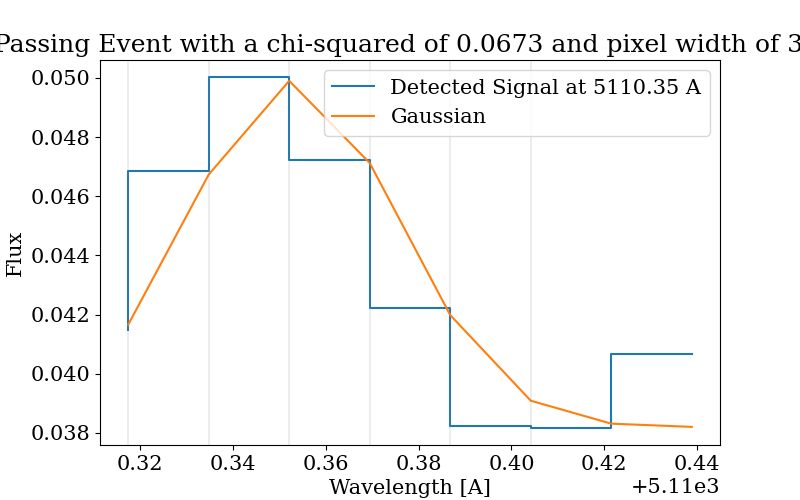 Passing Event with a chi-squared of 0.0673 and pixel width of 3
Detected Signal at 5110.35 A
Gaussian
0.050
0.048
0.046
0.044
0.042
0.040
0.038
Flux
0.32 0.34 0.36 0.38 0.40 0.42 0.44
+5.11e3
Wavelength [A]